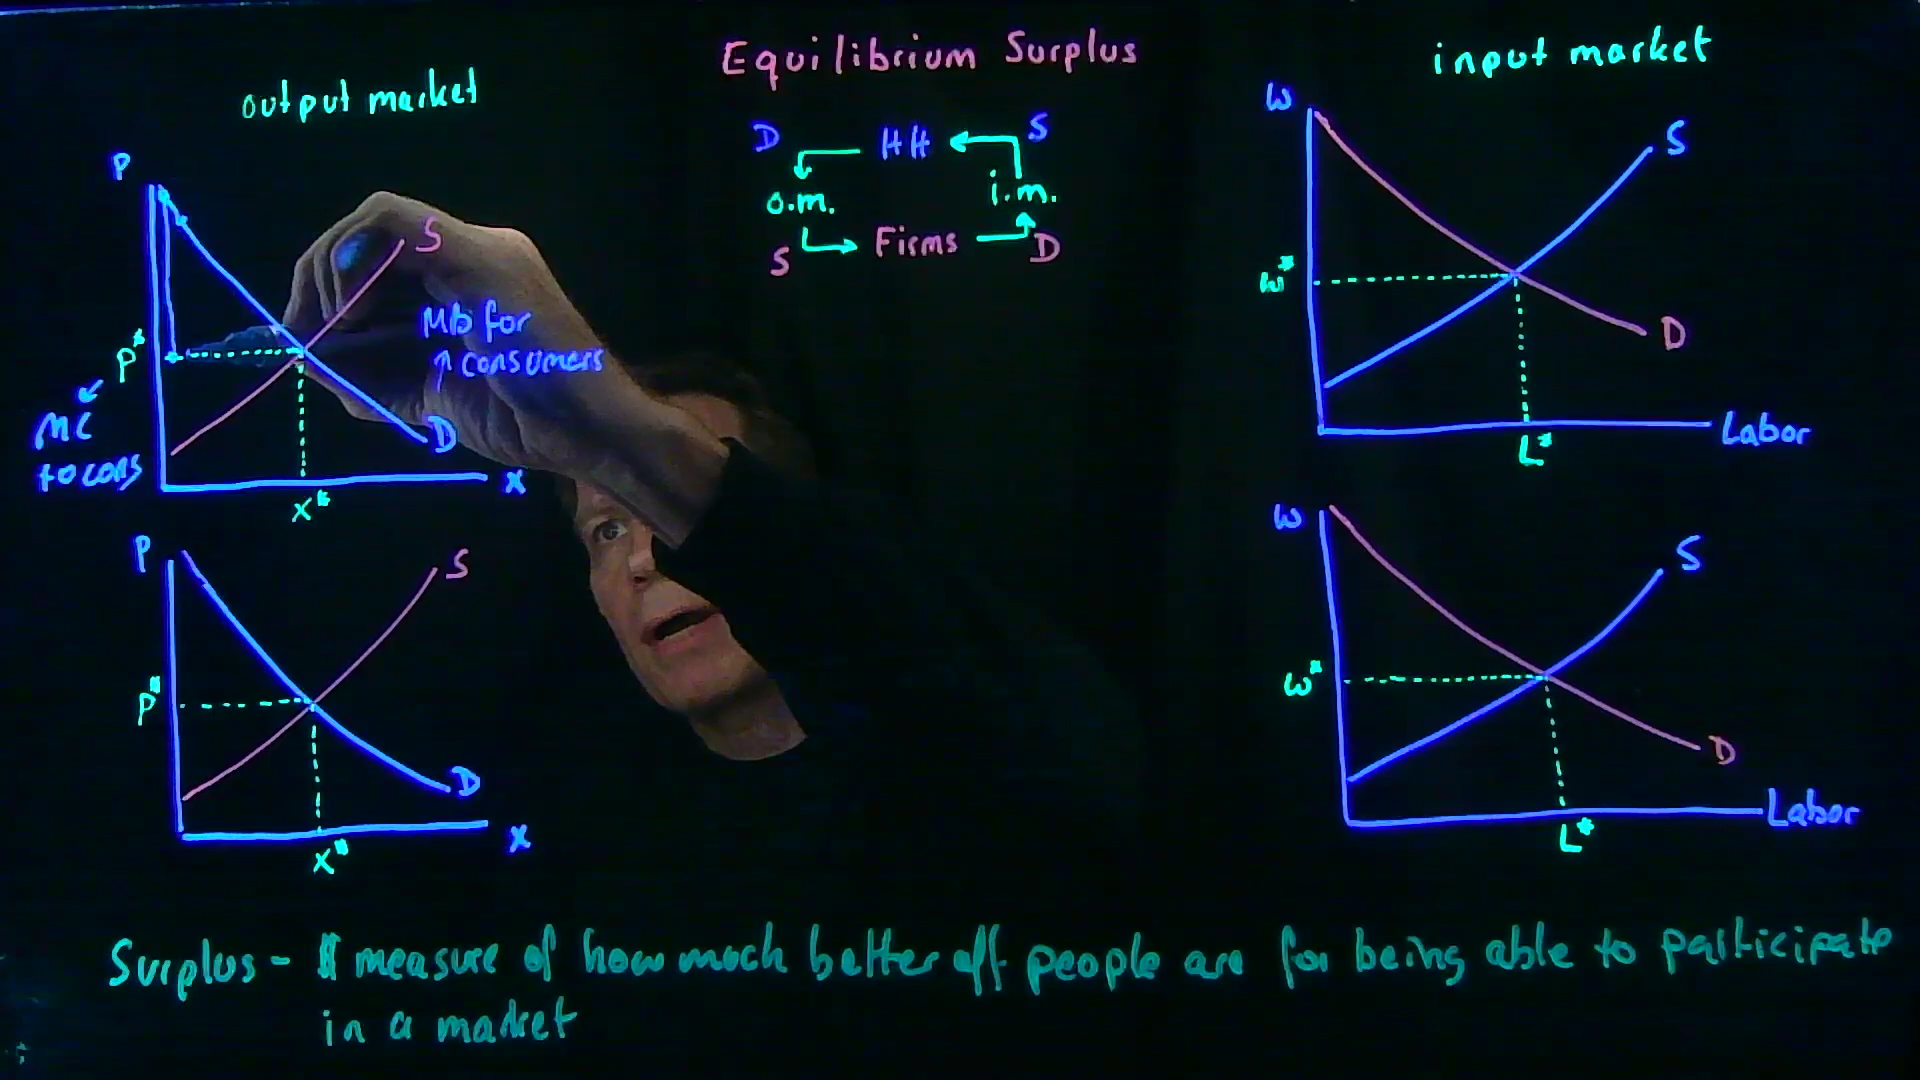 Equilibrium Surplus
output market
input market
D HH S
o.m. i.m.
S Firms D
P
S
Mb for
↑ consumers
P*
MC
to cons
D
X
X*
W
S
W*
D
Labor
L*
P
S
P*
D
X
X*
W
S
W*
D
Labor
L*
Surplus - $ measure of how much better off people are for being able to participate
in a market